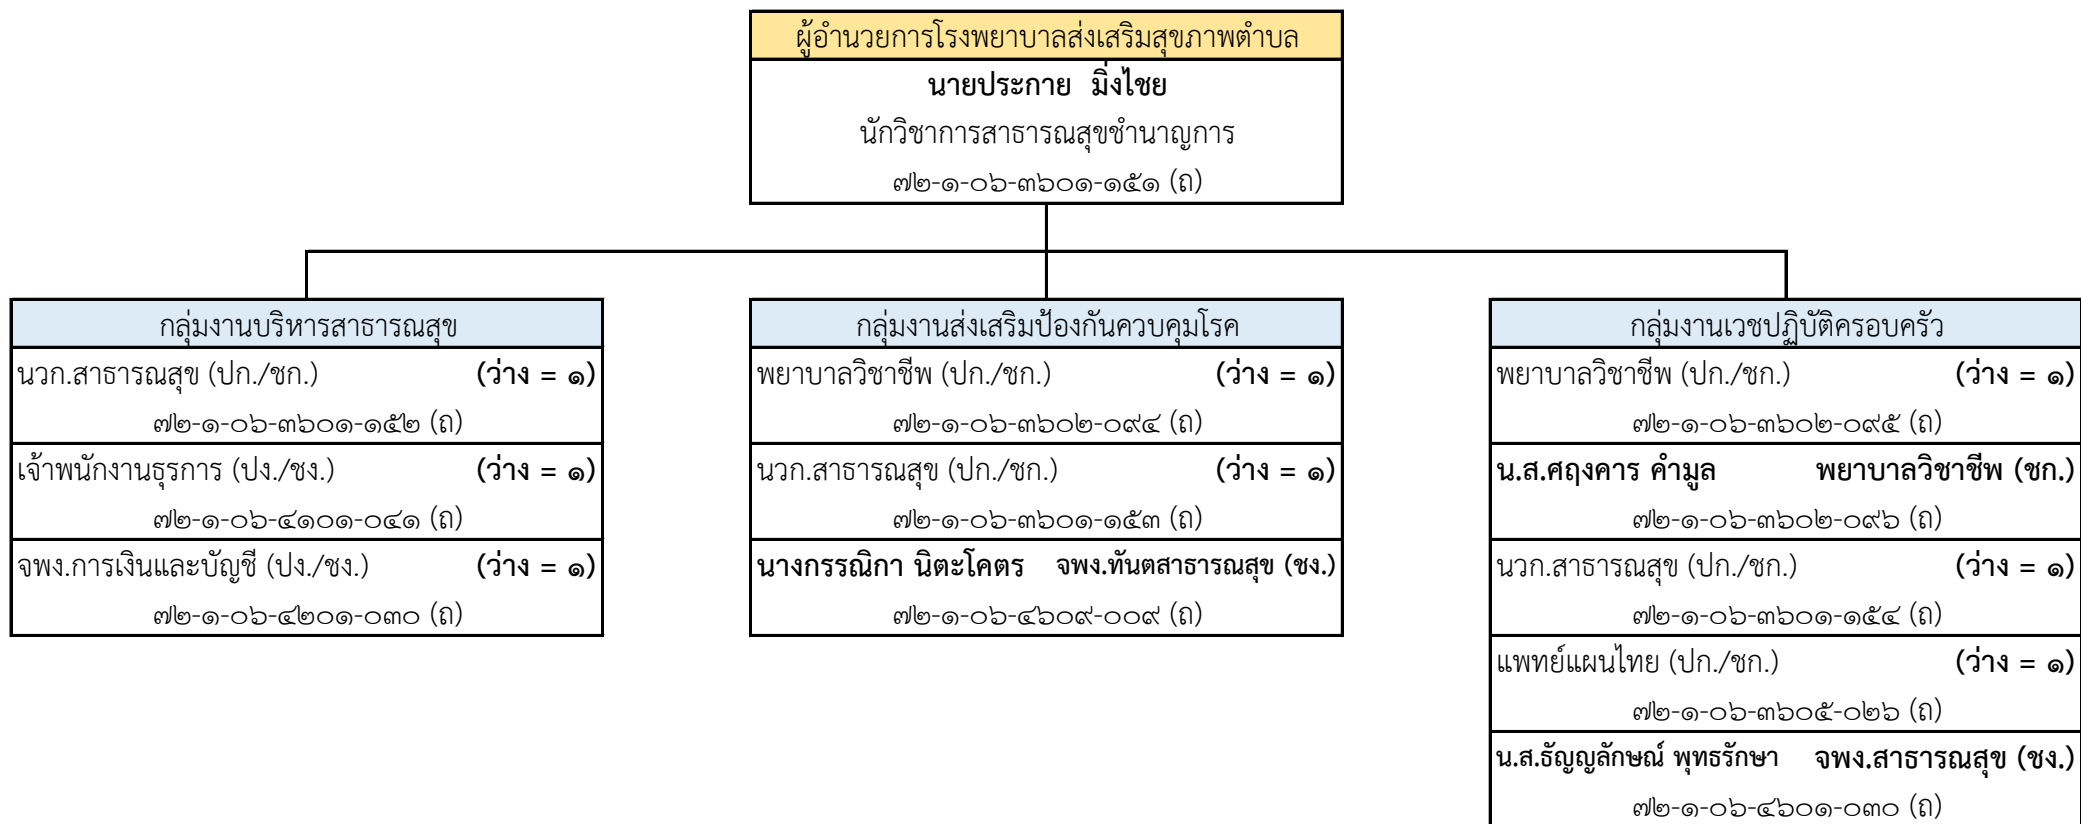 ผู้อำนวยการโรงพยาบาลส่งเสริมสุขภาพตำบล
นายประกาย มิ่งไชย
นักวิชาการสาธารณสุขชำนาญการ
๗๒-๑-๐๖-๓๖๐๑-๑๕๑ (ถ)
กลุ่มงานบริหารสาธารณสุข
นวก.สาธารณสุข (ปก./ชก.) (ว่าง = ๑)
๗๒-๑-๐๖-๓๖๐๑-๑๕๒ (ถ)
เจ้าพนักงานธุรการ (ปง./ชง.) (ว่าง = ๑)
๗๒-๑-๐๖-๔๑๐๑-๐๔๑ (ถ)
จพง.การเงินและบัญชี (ปง./ชง.) (ว่าง = ๑)
๗๒-๑-๐๖-๔๒๐๑-๐๓๐ (ถ)
กลุ่มงานส่งเสริมป้องกันควบคุมโรค
พยาบาลวิชาชีพ (ปก./ชก.) (ว่าง = ๑)
๗๒-๑-๐๖-๓๖๐๒-๐๙๔ (ถ)
นวก.สาธารณสุข (ปก./ชก.) (ว่าง = ๑)
๗๒-๑-๐๖-๓๖๐๑-๑๕๓ (ถ)
นางกรรณิกา นิตะโคตร จพง.ทันตสาธารณสุข (ชง.)
๗๒-๑-๐๖-๔๖๐๙-๐๐๙ (ถ)
กลุ่มงานเวชปฏิบัติครอบครัว
พยาบาลวิชาชีพ (ปก./ชก.) (ว่าง = ๑)
๗๒-๑-๐๖-๓๖๐๒-๐๙๕ (ถ)
น.ส.ศฤงคาร คำมูล พยาบาลวิชาชีพ (ชก.)
๗๒-๑-๐๖-๓๖๐๒-๐๙๖ (ถ)
นวก.สาธารณสุข (ปก./ชก.) (ว่าง = ๑)
๗๒-๑-๐๖-๓๖๐๑-๑๕๔ (ถ)
แพทย์แผนไทย (ปก./ชก.) (ว่าง = ๑)
๗๒-๑-๐๖-๓๖๐๕-๐๒๖ (ถ)
น.ส.ธัญญลักษณ์ พุทธรักษา จพง.สาธารณสุข (ชง.)
๗๒-๑-๐๖-๔๖๐๑-๐๓๐ (ถ)